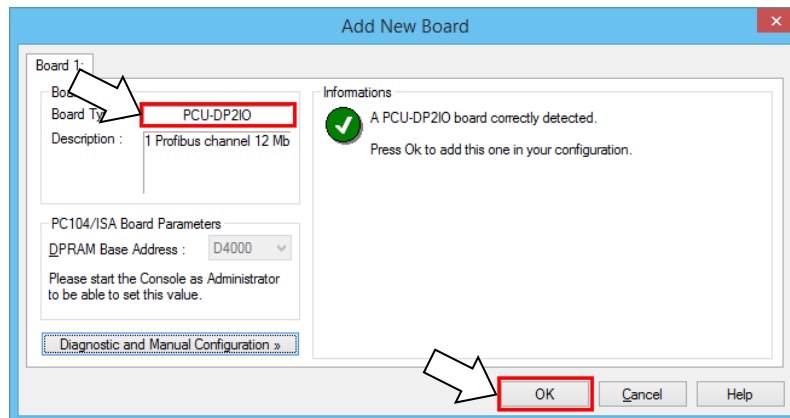 Add New Board
Board 1:
Informations
Board Ty
PCU-DP2IO
Description :
1 Profibus channel 12 Mb
A PCU-DP2IO board correctly detected.
Press Ok to add this one in your configuration.
PC104/ISA Board Parameters
DPRAM Base Address :
D4000
Please start the Console as Administrator
to be able to set this value.
Diagnostic and Manual Configuration »
OK
Cancel
Help